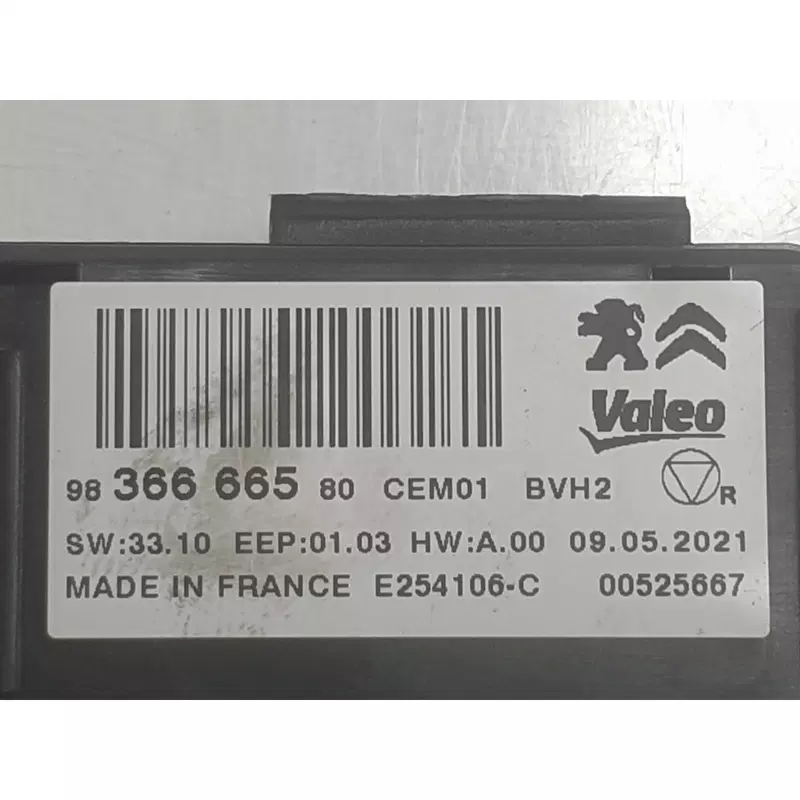 Valeo
98 366 665 80 CEM01 BVH2 R
SW:33.10 EEP:01.03 HW:A.00 09.05.2021
MADE IN FRANCE E254106-C 00525667